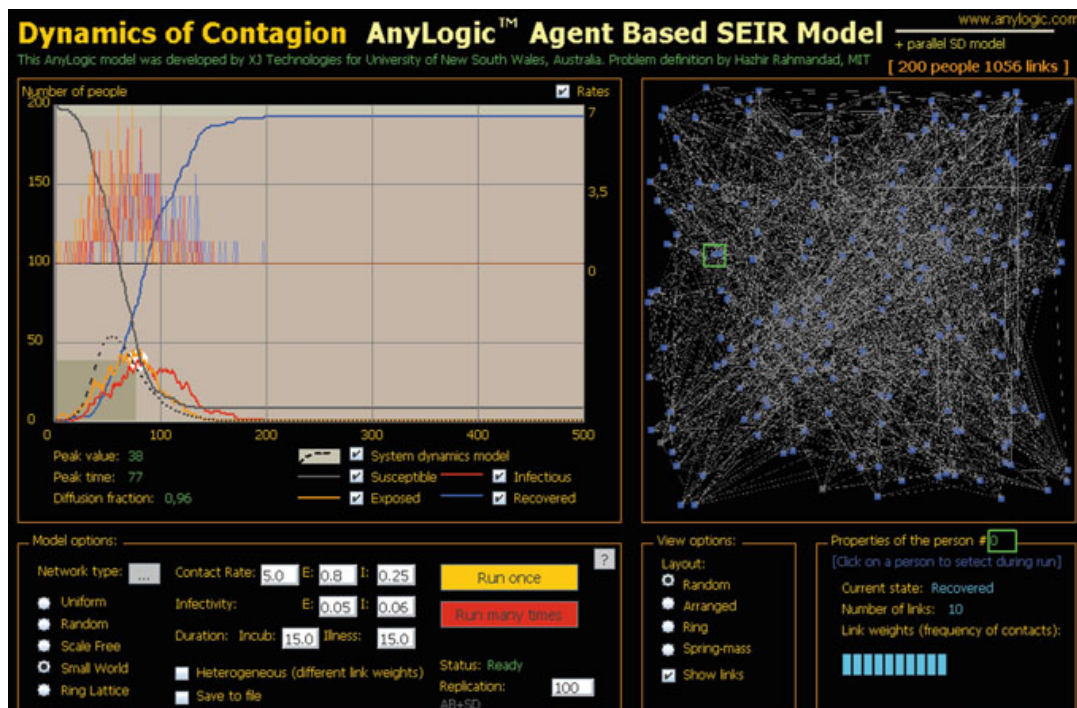 Dynamics of Contagion AnyLogic™ Agent Based SEIR Model
www.anylogic.com
+ parallel SD model
This AnyLogic model was developed by XJ Technologies for University of New South Wales, Australia. Problem definition by Hazhir Rahmandad, MIT
[ 200 people 1056 links ]
Number of people
Rates
200
150
100
50
0
7
3,5
0
0 100 200 300 400 500
Peak value: 38
Peak time: 77
Diffusion fraction: 0,96
System dynamics model
Susceptible
Infectious
Exposed
Recovered
Model options:
?
Network type: ...
Uniform
Random
Scale Free
Small World
Ring Lattice
Contact Rate: 5.0 E: 0.8 I: 0.25
Infectivity: E: 0.05 I: 0.06
Duration: Incub: 15.0 Illness: 15.0
Heterogeneous (different link weights)
Save to file
Run once
Run many times
Status: Ready
Replication: 100
AB+SD
View options:
Layout:
Random
Arranged
Ring
Spring-mass
Show links
Properties of the person # 0
[Click on a person to setect during run]
Current state: Recovered
Number of links: 10
Link weights (frequency of contacts):